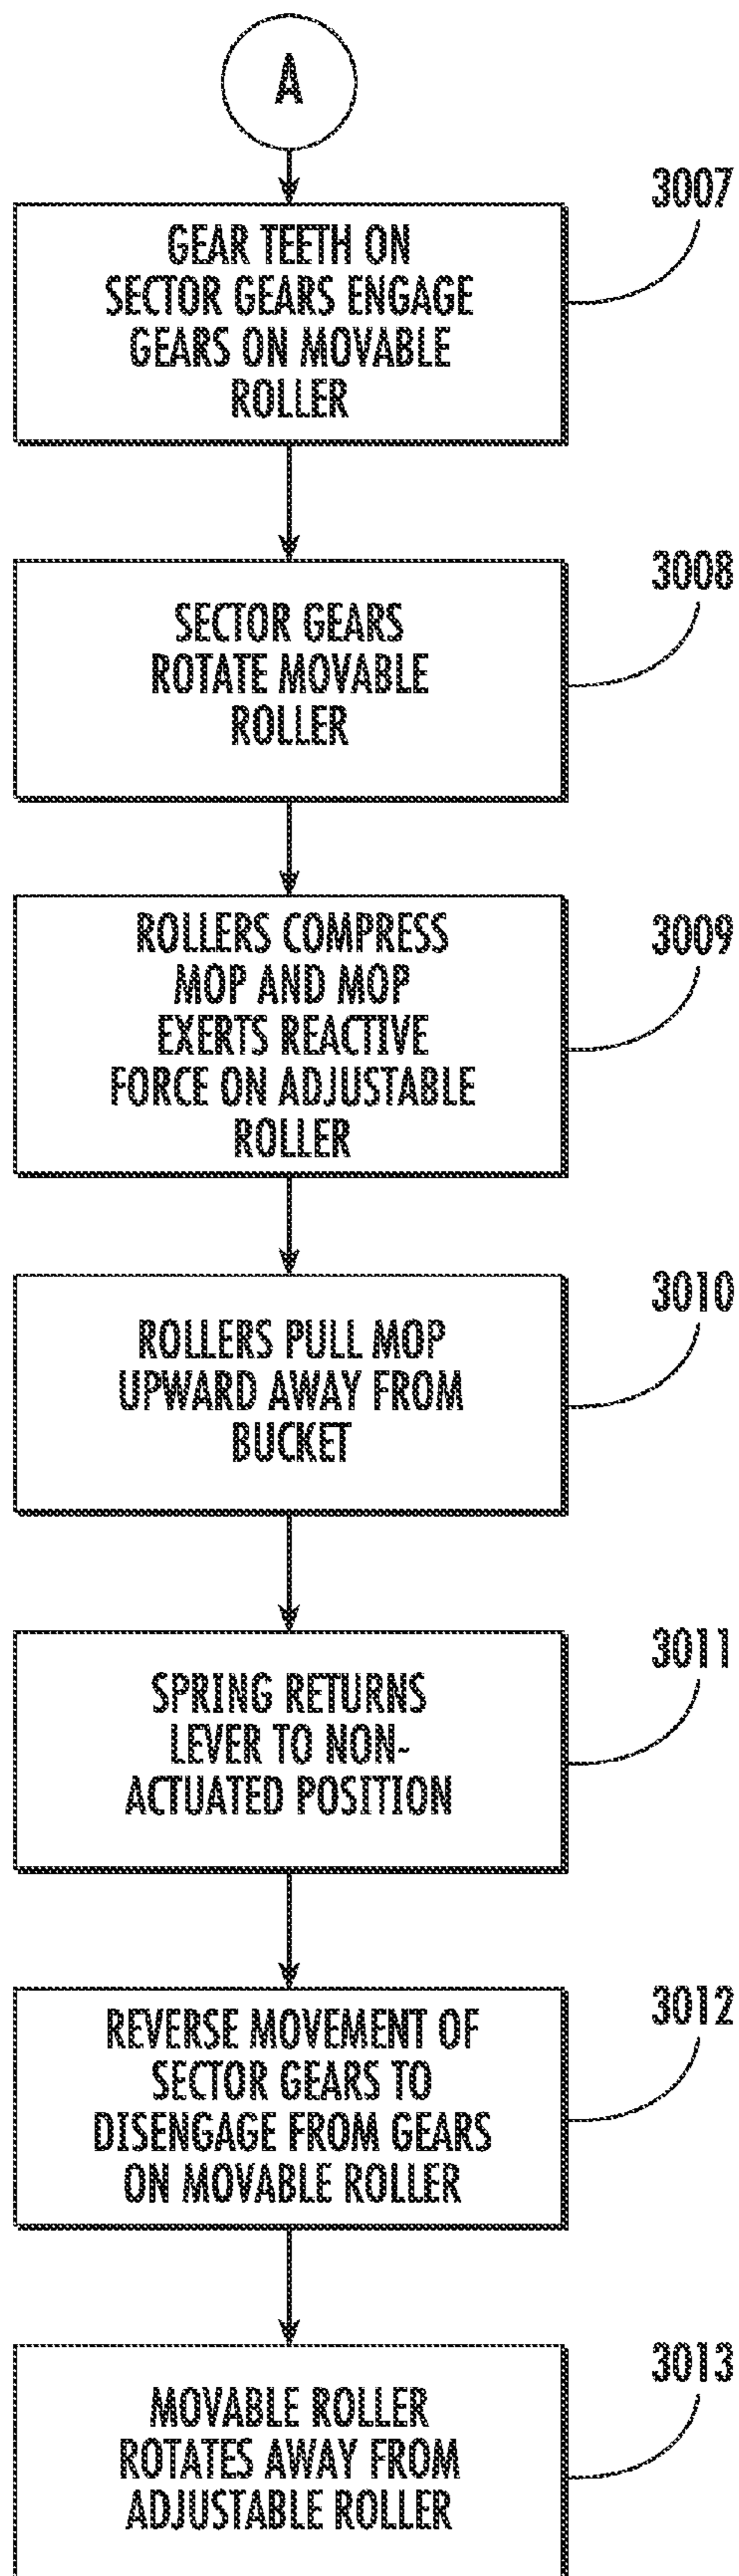 A
3007
GEAR TEETH ON
SECTOR GEARS ENGAGE
GEARS ON MOVABLE
ROLLER
3008
SECTOR GEARS
ROTATE MOVABLE
ROLLER
3009
ROLLERS COMPRESS
MOP AND MOP
EXERTS REACTIVE
FORCE ON ADJUSTABLE
ROLLER
3010
ROLLERS PULL MOP
UPWARD AWAY FROM
BUCKET
3011
SPRING RETURNS
LEVER TO NON-
ACTUATED POSITION
3012
REVERSE MOVEMENT OF
SECTOR GEARS TO
DISENGAGE FROM GEARS
ON MOVABLE ROLLER
3013
MOVABLE ROLLER
ROTATES AWAY FROM
ADJUSTABLE ROLLER